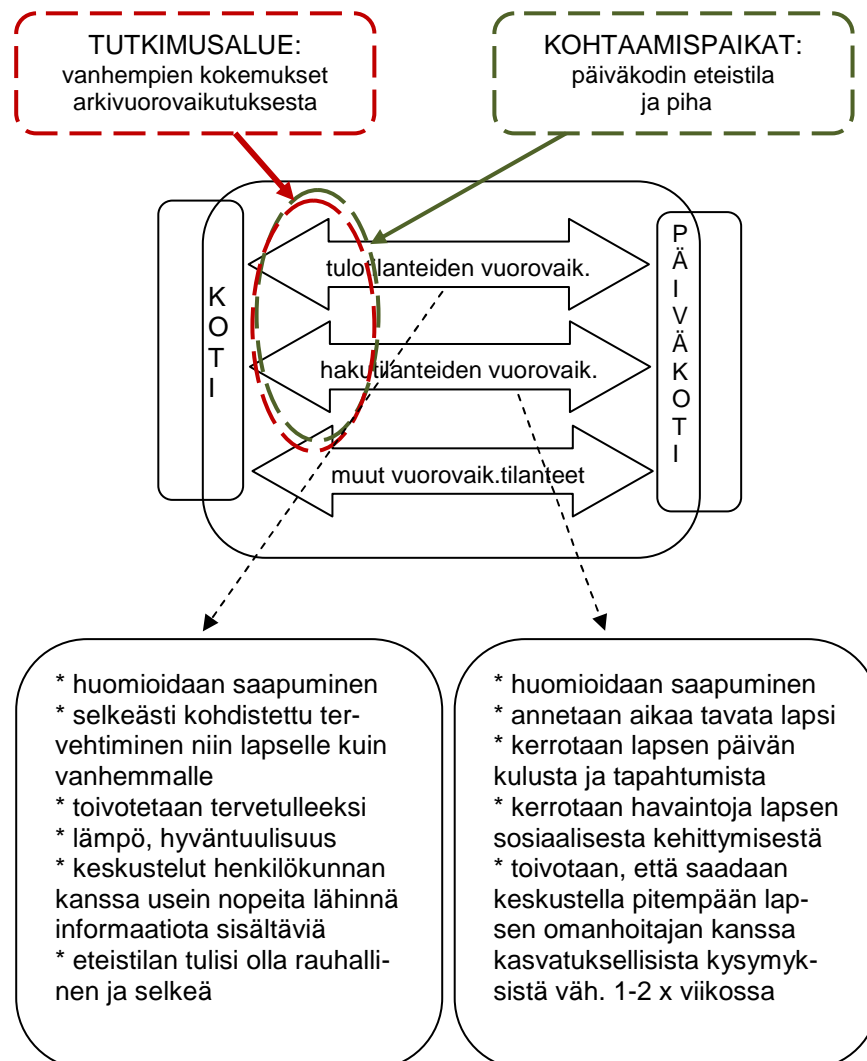 TUTKIMUSALUE:
vanhempien kokemukset
arkivuorovaikutuksesta
KOHTAAMISPAIKAT:
päiväkodin eteistila
ja piha
KOTI
tulotilanteiden vuorovaik.
hakutilanteiden vuorovaik.
muut vuorovaik.tilanteet
PÄIVÄKOTI
* huomioidaan saapuminen
* selkeästi kohdistettu ter-
vehtiminen niin lapselle kuin
vanhemmalle
* toivotetaan tervetulleeksi
* lämpö, hyväntuulisuus
* keskustelut henkilökunnan
kanssa usein nopeita lähinnä
informaatiota sisältäviä
* eteistilan tulisi olla rauhalli-
nen ja selkeä
* huomioidaan saapuminen
* annetaan aikaa tavata lapsi
* kerrotaan lapsen päivän
kulusta ja tapahtumista
* kerrotaan havaintoja lapsen
sosiaalisesta kehittymisestä
* toivotaan, että saadaan
keskustella pitempään lap-
sen omanhoitajan kanssa
kasvatuksellisista kysymyk-
sistä väh. 1-2 x viikossa